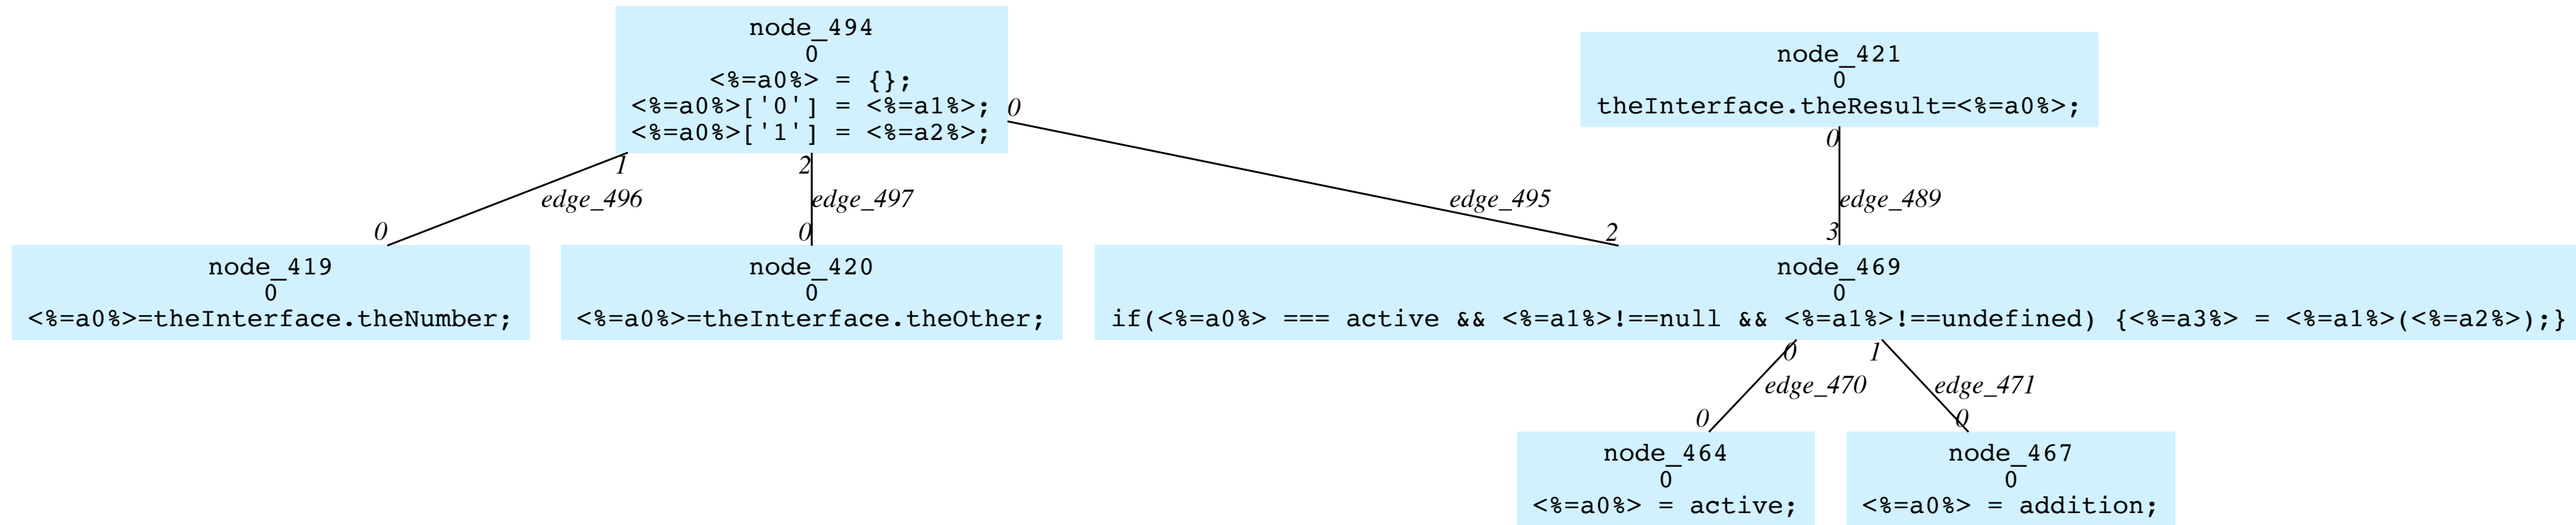 node_494
0
<%=a0%> = {};
<%=a0%>['0'] = <%=a1%>;
<%=a0%>['1'] = <%=a2%>;
node_421
0
theInterface.theResult=<%=a0%>;
0
1
2
0
edge_496
edge_497
edge_495
edge_489
0
0
2
3
node_419
0
<%=a0%>=theInterface.theNumber;
node_420
0
<%=a0%>=theInterface.theOther;
node_469
0
if(<%=a0%> === active && <%=a1%>!==null && <%=a1%>!==undefined) {<%=a3%> = <%=a1%>(<%=a2%>);}
0
1
edge_470
edge_471
0
0
node_464
0
<%=a0%> = active;
node_467
0
<%=a0%> = addition;